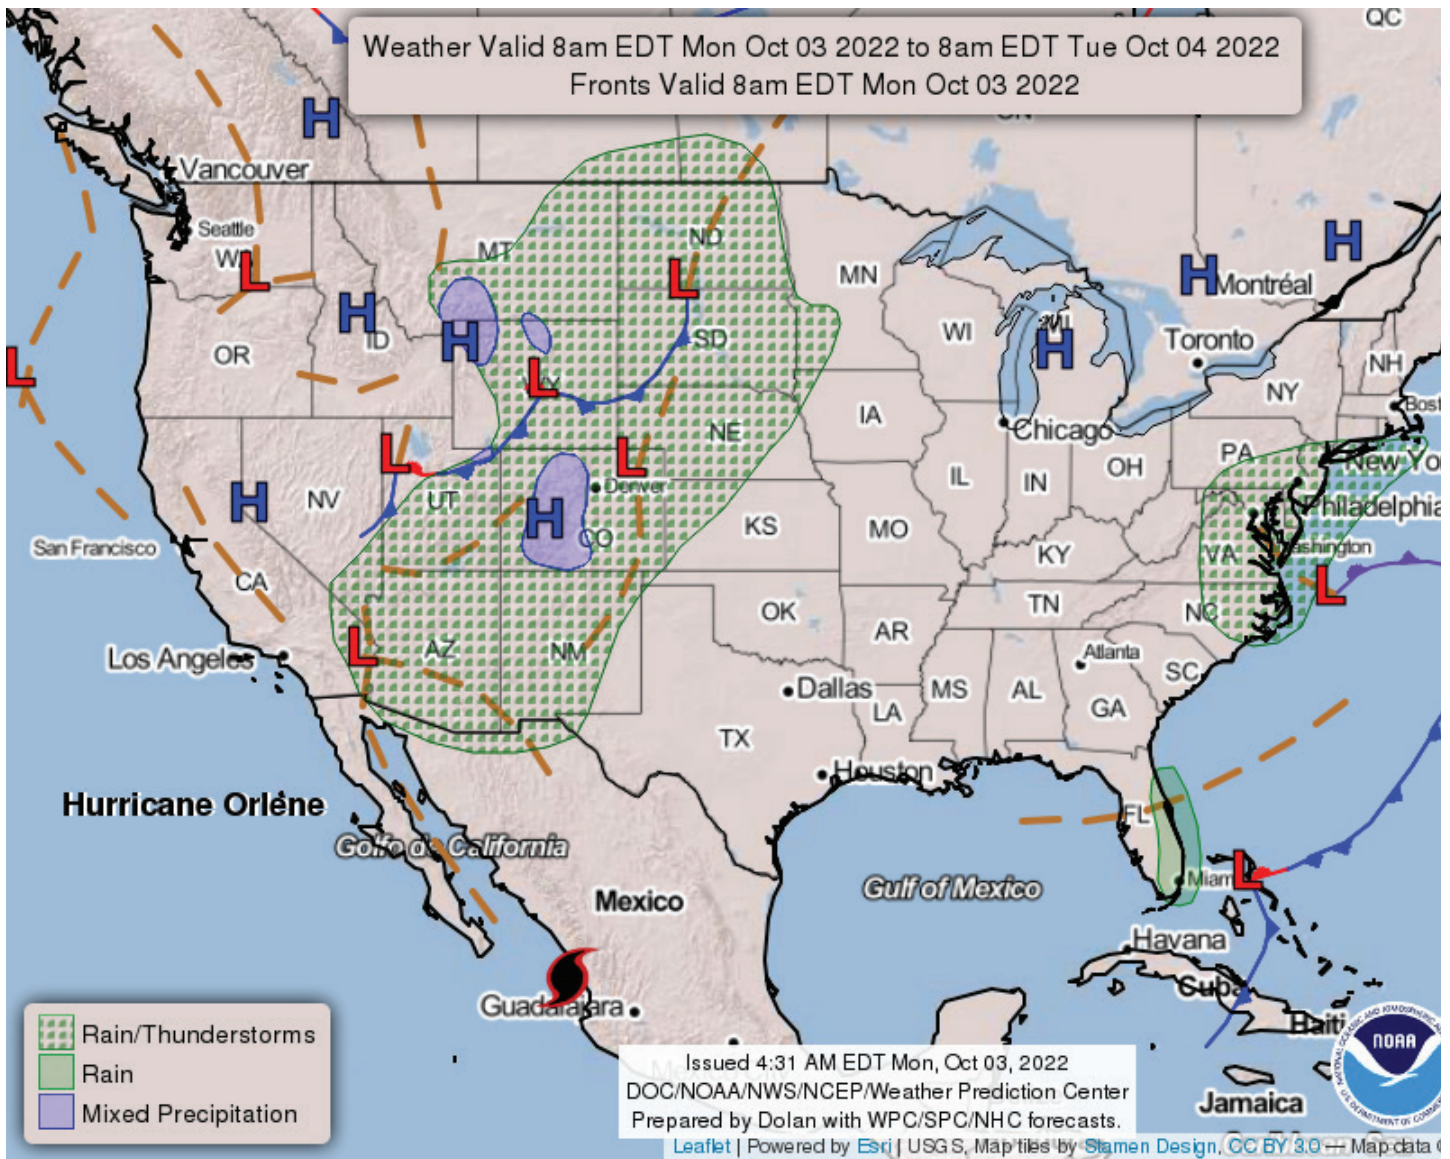 QC
Weather Valid 8am EDT Mon Oct 03 2022 to 8am EDT Tue Oct 04 2022
Fronts Valid 8am EDT Mon Oct 03 2022
H
Vancouver
Seattle
MT
ND
MN
H
H
Montréal
L
L
H
ID
H
OR
SD
WI
MI
H
Toronto
NH
L
L
NY
IA
NE
Chicago
L
L
PA
New Yo
H
NV
UT
Denver
IL
IN
OH
Philadelphia
H
CO
KS
MO
San Francisco
KY
VA
CA
L
OK
TN
NC
AR
Los Angeles
L
AZ
NM
Atlanta
SC
Dallas
MS
AL
GA
LA
TX
Houston
Hurricane Orlene
FL
Golfo de California
Gulf of Mexico
Miam
L
Mexico
Havana
Cuba
Guadalajara
Haiti
NOAA
Rain/Thunderstorms
Rain
Mixed Precipitation
Issued 4:31 AM EDT Mon, Oct 03, 2022
DOC/NOAA/NWS/NCEP/Weather Prediction Center
Prepared by Dolan with WPC/SPC/NHC forecasts.
Jamaica
Leaflet | Powered by Esri | USGS, Map tiles by Stamen Design, CC BY 3.0 — Map data ©